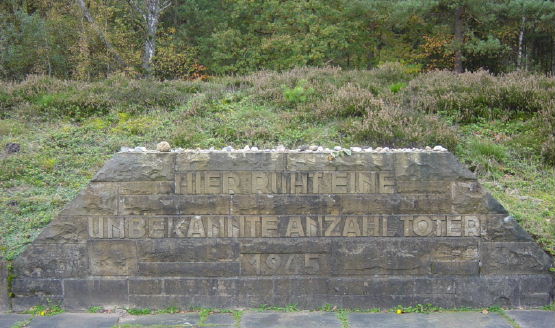 HIER RUHT EINE
UNBEKANNTE ANZAHL TOTER
1945